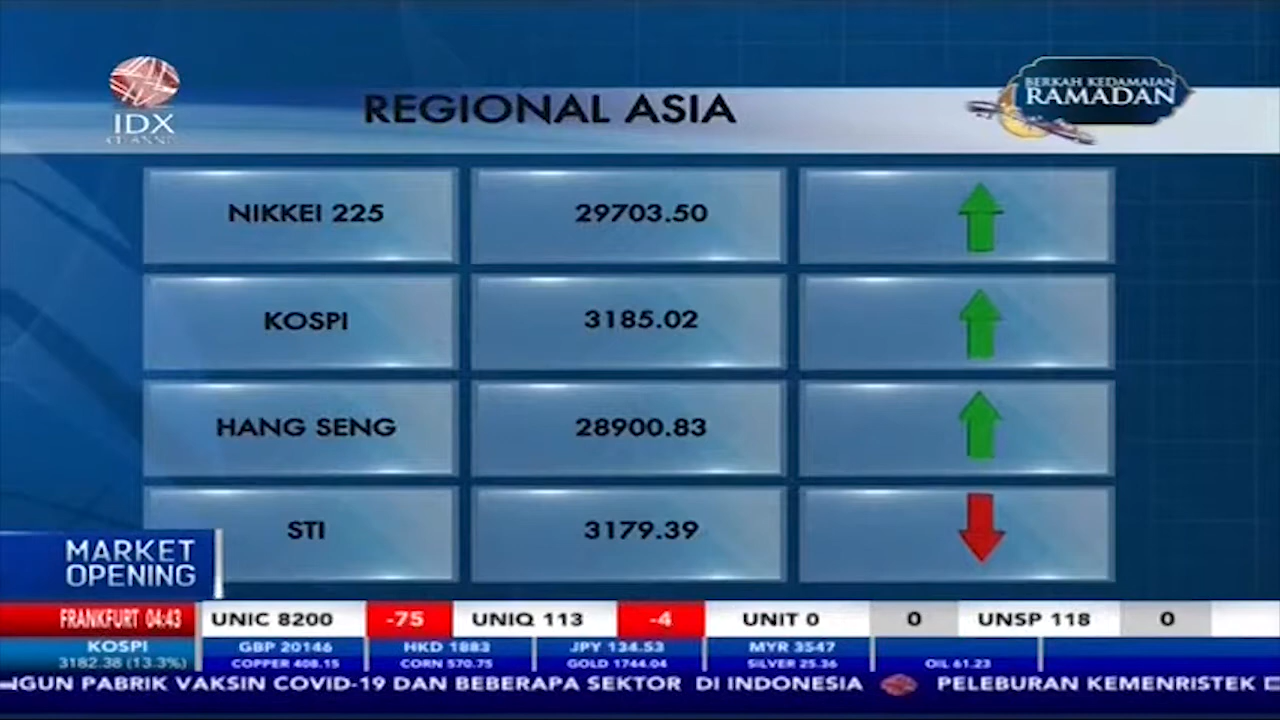 IDX
CHANNEL
REGIONAL ASIA
BERKAH KEDAMAIAN
RAMADAN
NIKKEI 225 29703.50
KOSPI 3185.02
HANG SENG 28900.83
STI 3179.39
MARKET
OPENING
FRANKFURT 04:43 UNIC 8200 -75 UNIQ 113 -4 UNIT 0 0 UNSP 118 0
KOSPI GBP 20146 HKD 1883 JPY 134.53 MYR 3547
3182.38 (13.3%) COPPER 408.15 CORN 570.75 GOLD 1744.04 SILVER 25.36 OIL 61.23
NGUN PABRIK VAKSIN COVID-19 DAN BEBERAPA SEKTOR DI INDONESIA PELEBURAN KEMENRISTEK